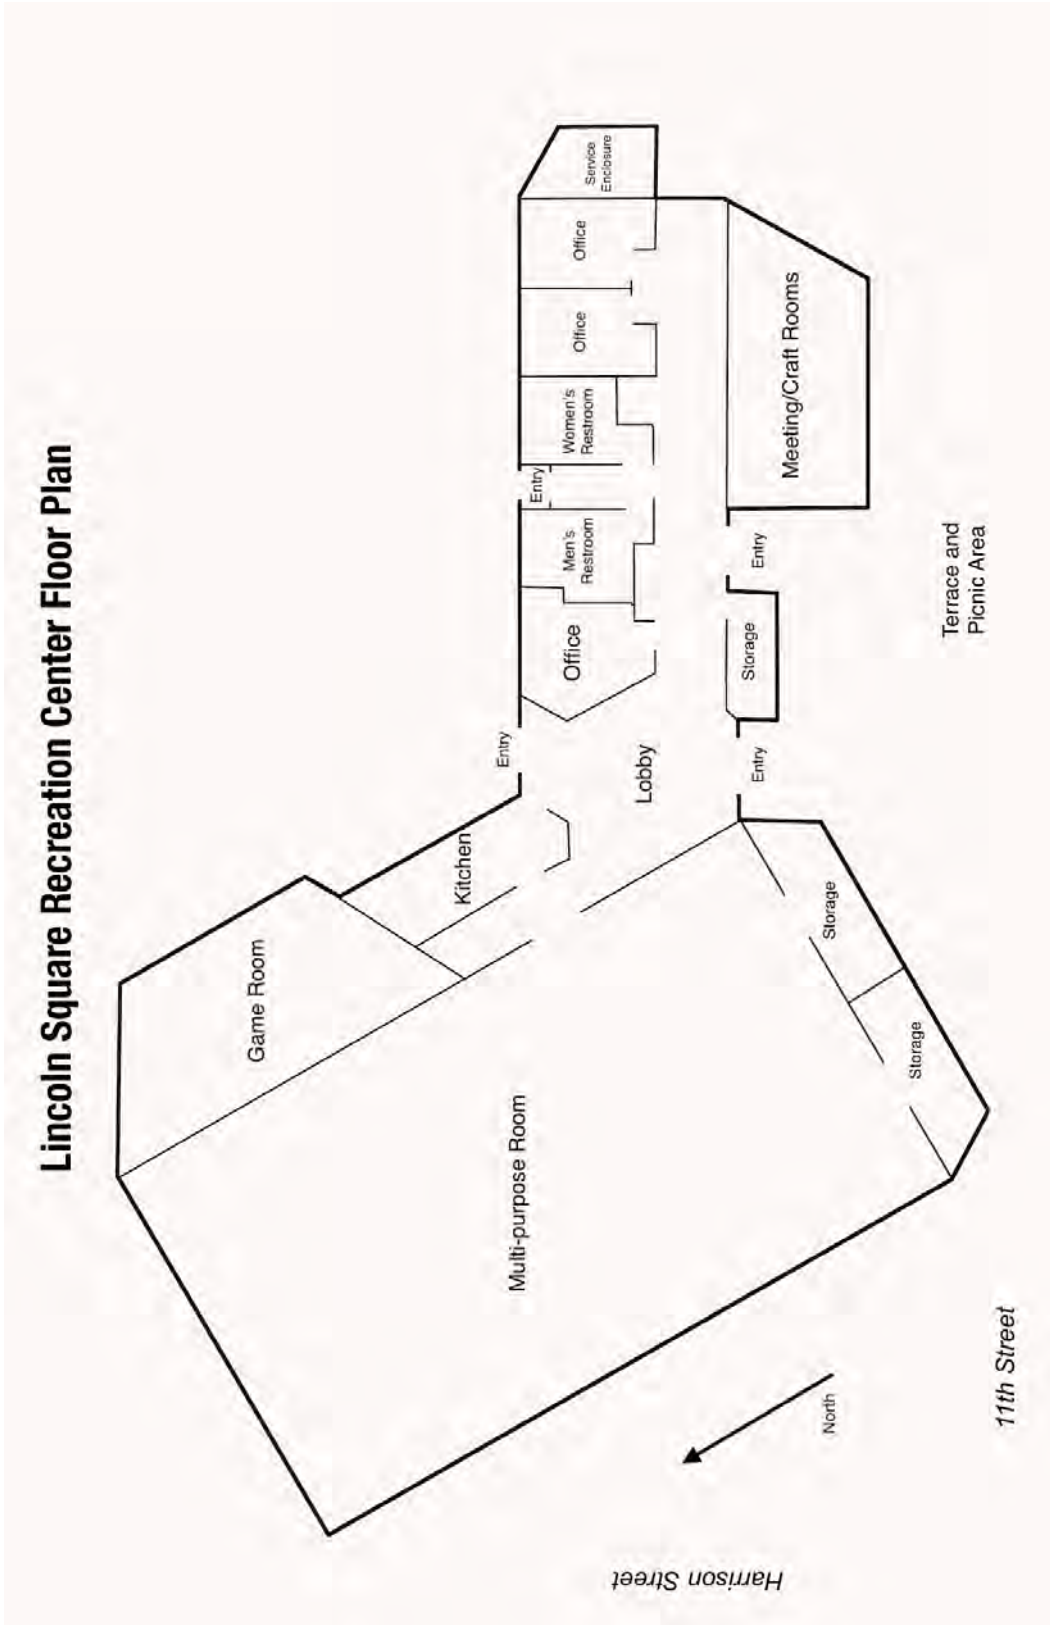 Lincoln Square Recreation Center Floor Plan
Game Room
Kitchen
Entry
Office
Men's
Restroom
Entry
Women's
Restroom
Office
Office
Service
Enclosure
Multi-purpose Room
Lobby
Storage
Storage
Entry
Storage
Entry
Meeting/Craft Rooms
Terrace and
Picnic Area
North
Harrison Street
11th Street